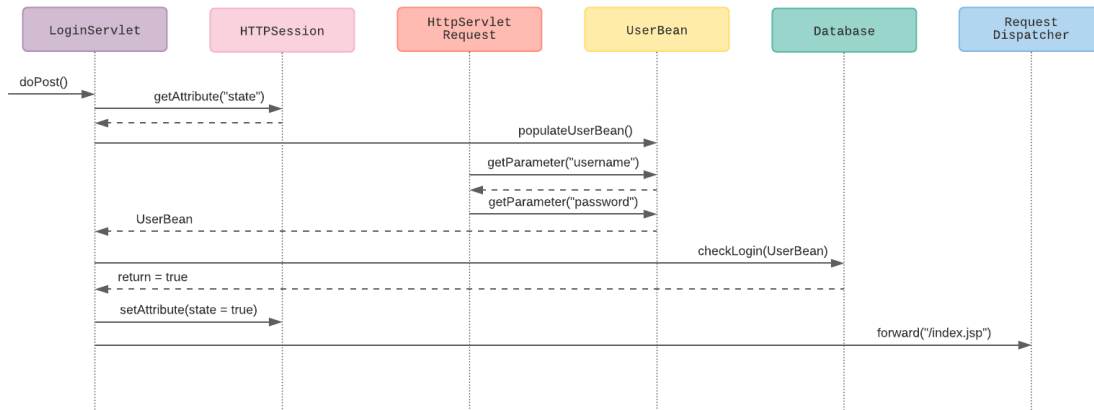 LoginServlet
HTTPSession
HttpServlet
Request
UserBean
Database
Request
Dispatcher
doPost()
getAttribute("state")
populateUserBean()
getParameter("username")
getParameter("password")
UserBean
checkLogin(UserBean)
return = true
setAttribute(state = true)
forward("/index.jsp")